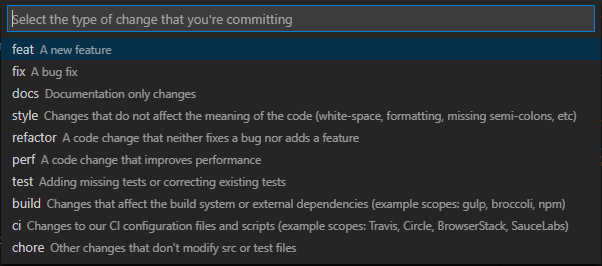 Select the type of change that you're committing
feat A new feature
fix A bug fix
docs Documentation only changes
style Changes that do not affect the meaning of the code (white-space, formatting, missing semi-colons, etc)
refactor A code change that neither fixes a bug nor adds a feature
perf A code change that improves performance
test Adding missing tests or correcting existing tests
build Changes that affect the build system or external dependencies (example scopes: gulp, broccoli, npm)
ci Changes to our CI configuration files and scripts (example scopes: Travis, Circle, BrowserStack, SauceLabs)
chore Other changes that don't modify src or test files